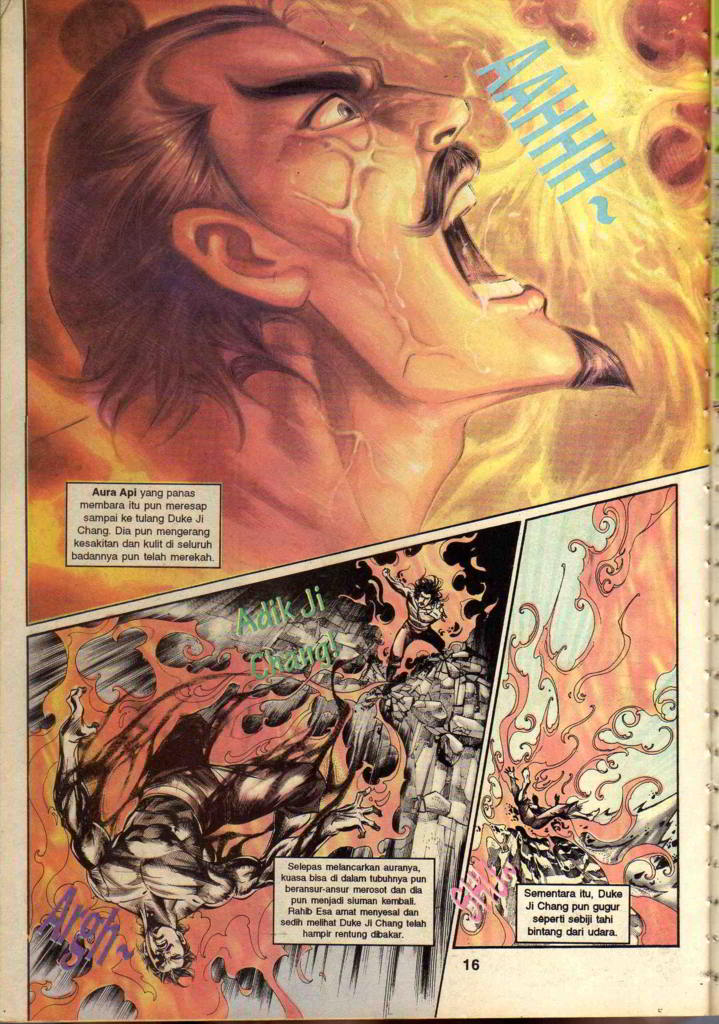 AAHHH~
Aura Api yang panas
membara itu pun meresap
sampai ke tulang Duke Ji
Chang. Dia pun mengerang
kesakitan dan kulit di seluruh
badannya pun telah merekah.
Adik Ji
Chang!
Argh~
Selepas melancarkan auranya,
kuasa bisa di dalam tubuhnya pun
beransur-ansur merosot dan dia
pun menjadi siuman kembali.
Rahib Esa amat menyesal dan
sedih melihat Duke Ji Chang telah
hampir rentung dibakar.
Sementara itu, Duke
Ji Chang pun gugur
seperti sebiji tahi
bintang dari udara.
16